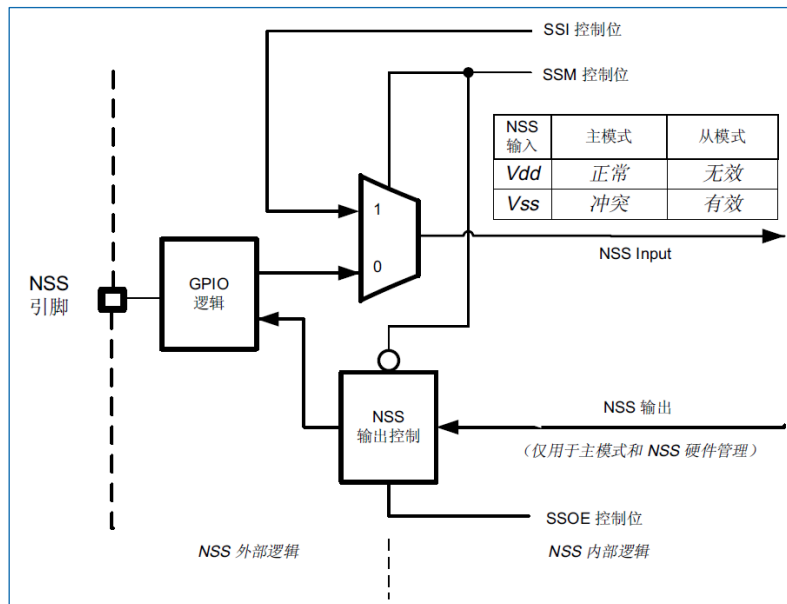 SSI 控制位
SSM 控制位
NSS 输入 主模式 从模式
Vdd 正常 无效
Vss 冲突 有效
1
0
NSS Input
NSS 引脚
GPIO 逻辑
NSS 输出控制
NSS 输出
（仅用于主模式和 NSS 硬件管理）
SSOE 控制位
NSS 外部逻辑
NSS 内部逻辑